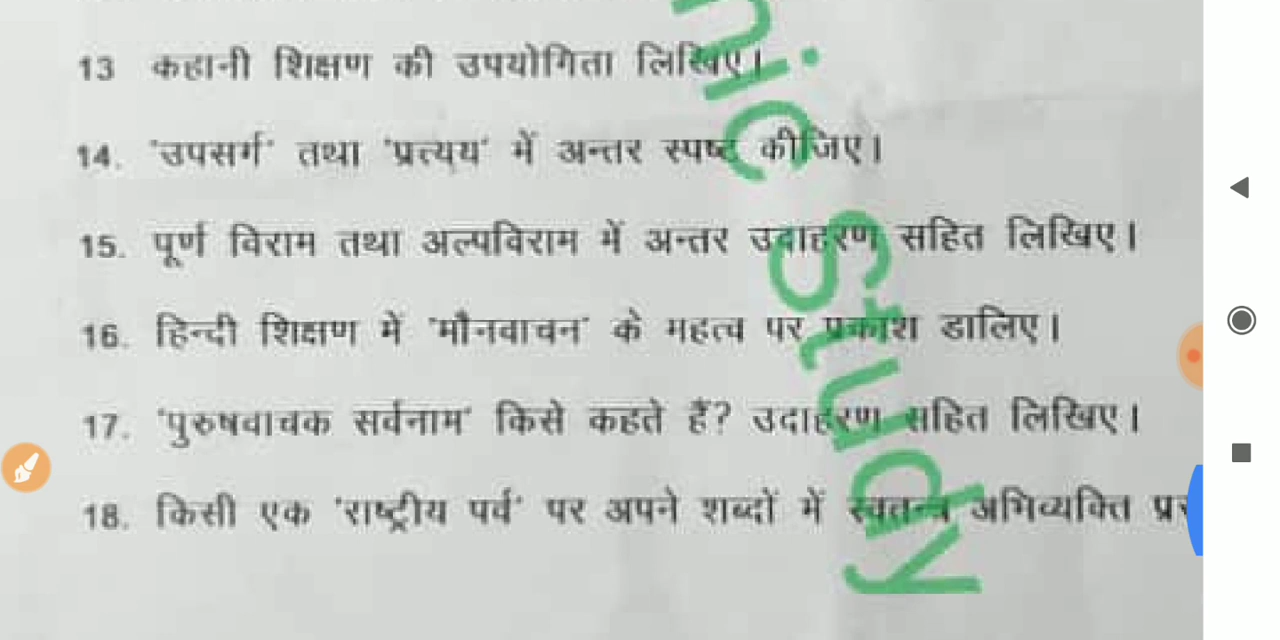 13 कहानी शिक्षण की उपयोगिता लिखिए।
14. 'उपसर्ग' तथा 'प्रत्यय' में अन्तर स्पष्ट कीजिए।
15. पूर्ण विराम तथा अल्पविराम में अन्तर उदाहरण सहित लिखिए।
16. हिन्दी शिक्षण में 'मौनवाचन' के महत्व पर प्रकाश डालिए।
17. 'पुरुषवाचक सर्वनाम' किसे कहते हैं? उदाहरण सहित लिखिए।
18. किसी एक 'राष्ट्रीय पर्व' पर अपने शब्दों में स्वतन्त्र अभिव्यक्ति
nic Study